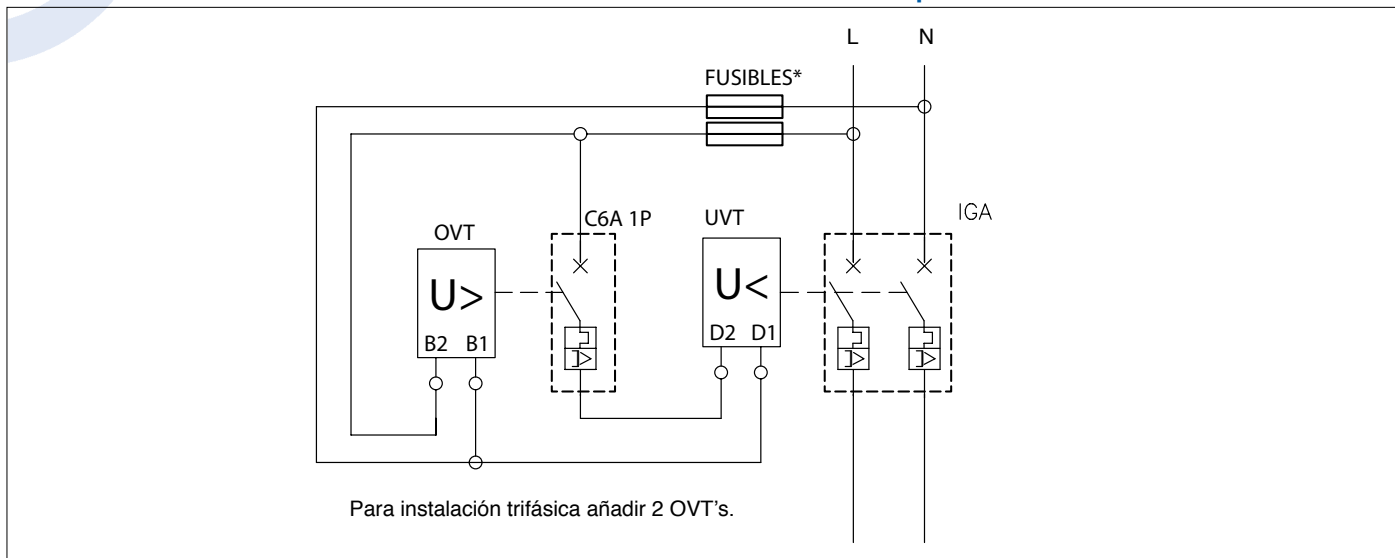 L N
FUSIBLES*
IGA
C6A 1P
UVT
OVT
U>
U<
B2 B1
D2 D1
Para instalación trifásica añadir 2 OVT's.